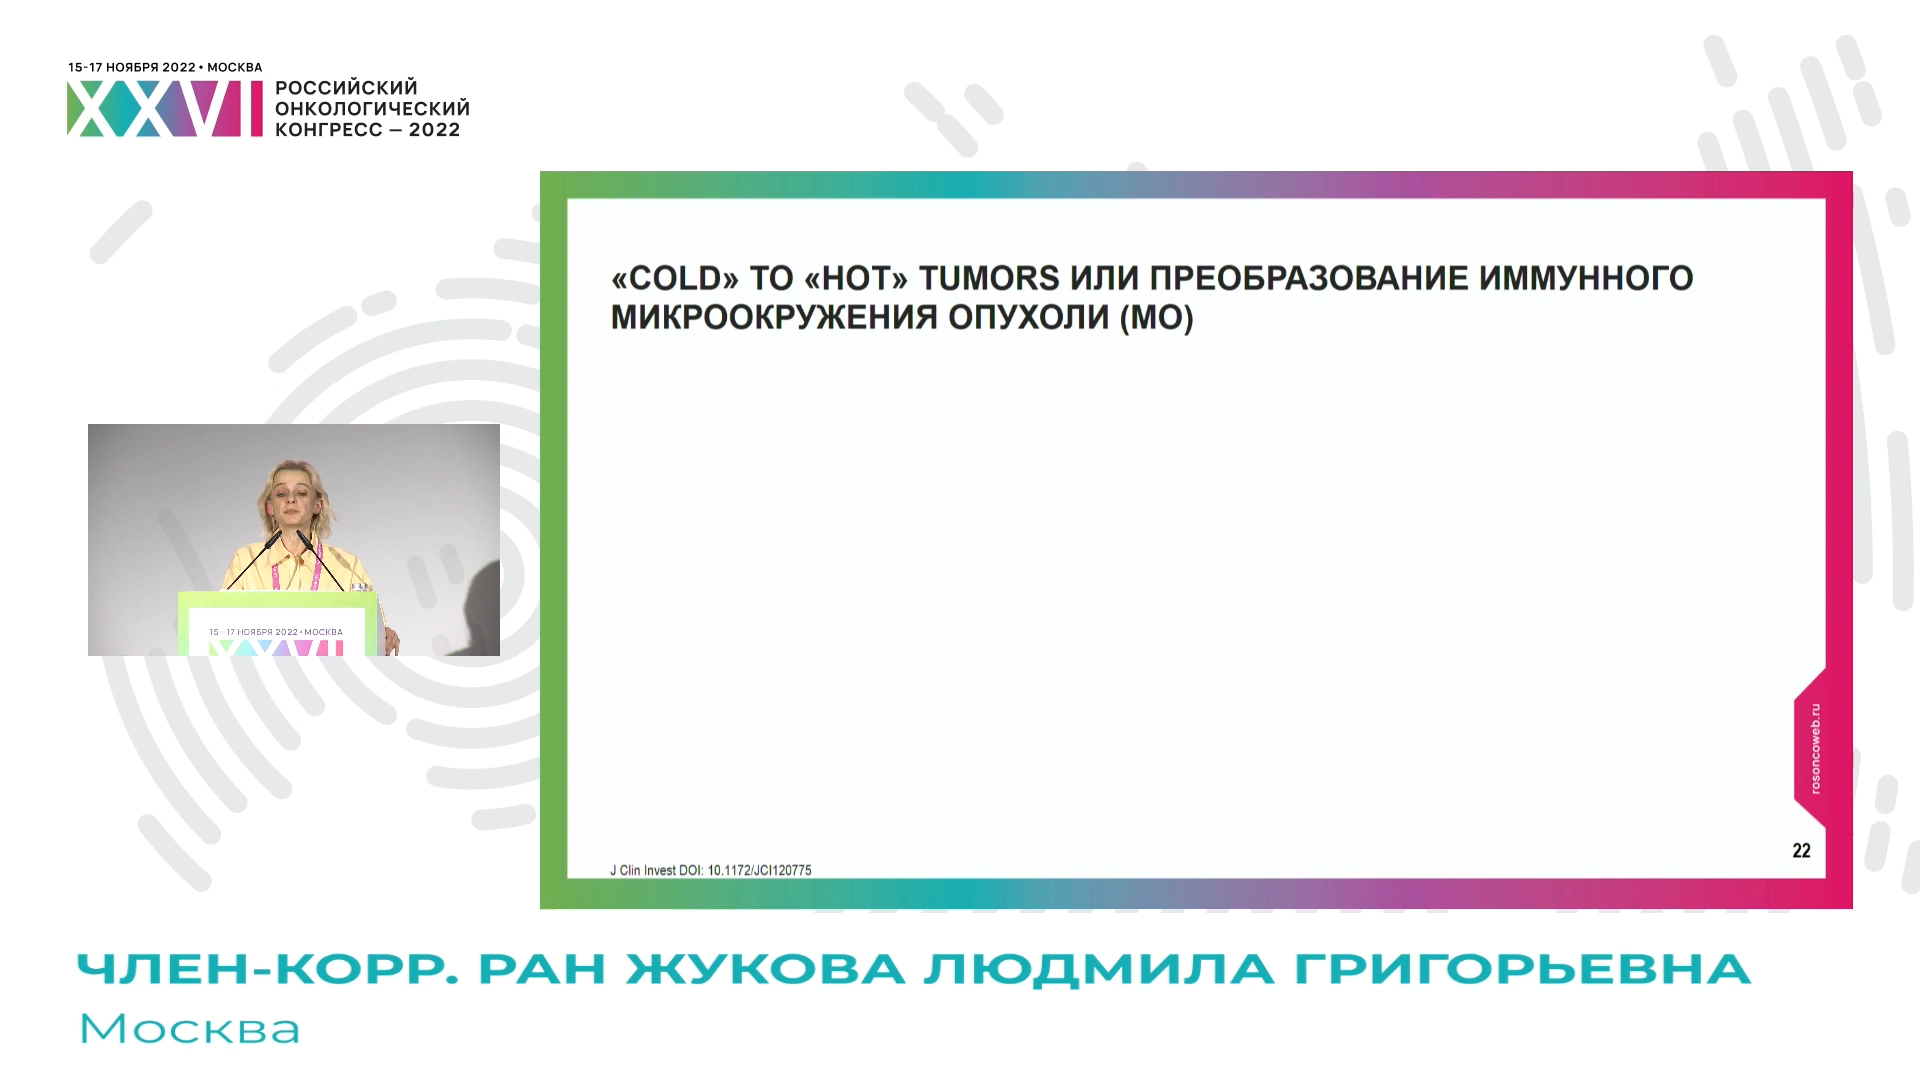 15-17 НОЯБРЯ 2022 • МОСКВА
XXVI
РОССИЙСКИЙ
ОНКОЛОГИЧЕСКИЙ
КОНГРЕСС – 2022
«COLD» TO «HOT» TUMORS ИЛИ ПРЕОБРАЗОВАНИЕ ИММУННОГО
МИКРООКРУЖЕНИЯ ОПУХОЛИ (МО)
15-17 НОЯБРЯ 2022 • МОСКВА
XXVI
rosoncoweb.ru
22
J Clin Invest DOI: 10.1172/JCI120775
ЧЛЕН-КОРР. РАН ЖУКОВА ЛЮДМИЛА ГРИГОРЬЕВНА
Москва